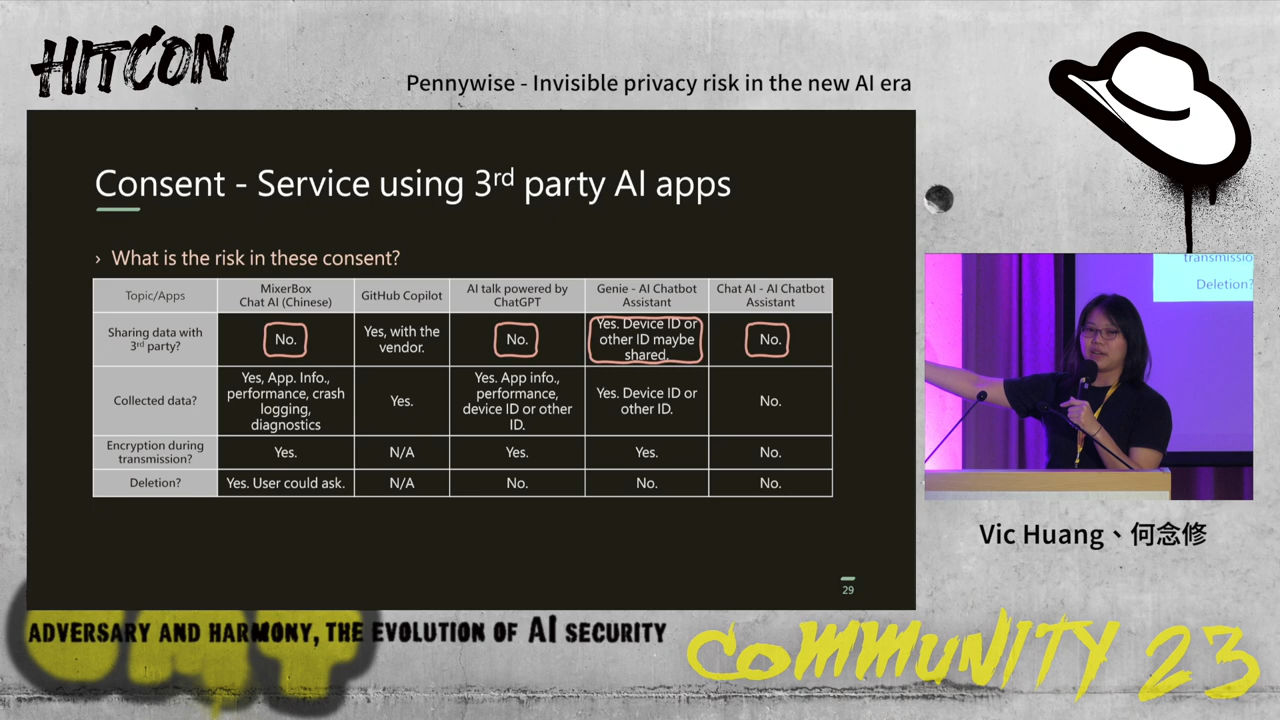 HITCON
Pennywise - Invisible privacy risk in the new AI era
Consent - Service using 3rd party AI apps
› What is the risk in these consent?
Topic/Apps
MixerBox
Chat AI (Chinese)
GitHub Copilot
AI talk powered by
ChatGPT
Genie - AI Chatbot
Assistant
Chat AI - AI Chatbot
Assistant
Sharing data with
3rd party?
No.
Yes, with the
vendor.
No.
Yes. Device ID or
other ID maybe
shared.
No.
Collected data?
Yes, App. Info.,
performance, crash
logging,
diagnostics
Yes.
Yes. App info.,
performance,
device ID or other
ID.
Yes. Device ID or
other ID.
No.
Encryption during
transmission?
Yes.
N/A
Yes.
Yes.
No.
Deletion?
Yes. User could ask.
N/A
No.
No.
No.
29
transmissio
Deletion?
Vic Huang、何念修
ADVERSARY AND HARMONY, THE EVOLUTION OF AI SECURITY
COMMUNITY 23